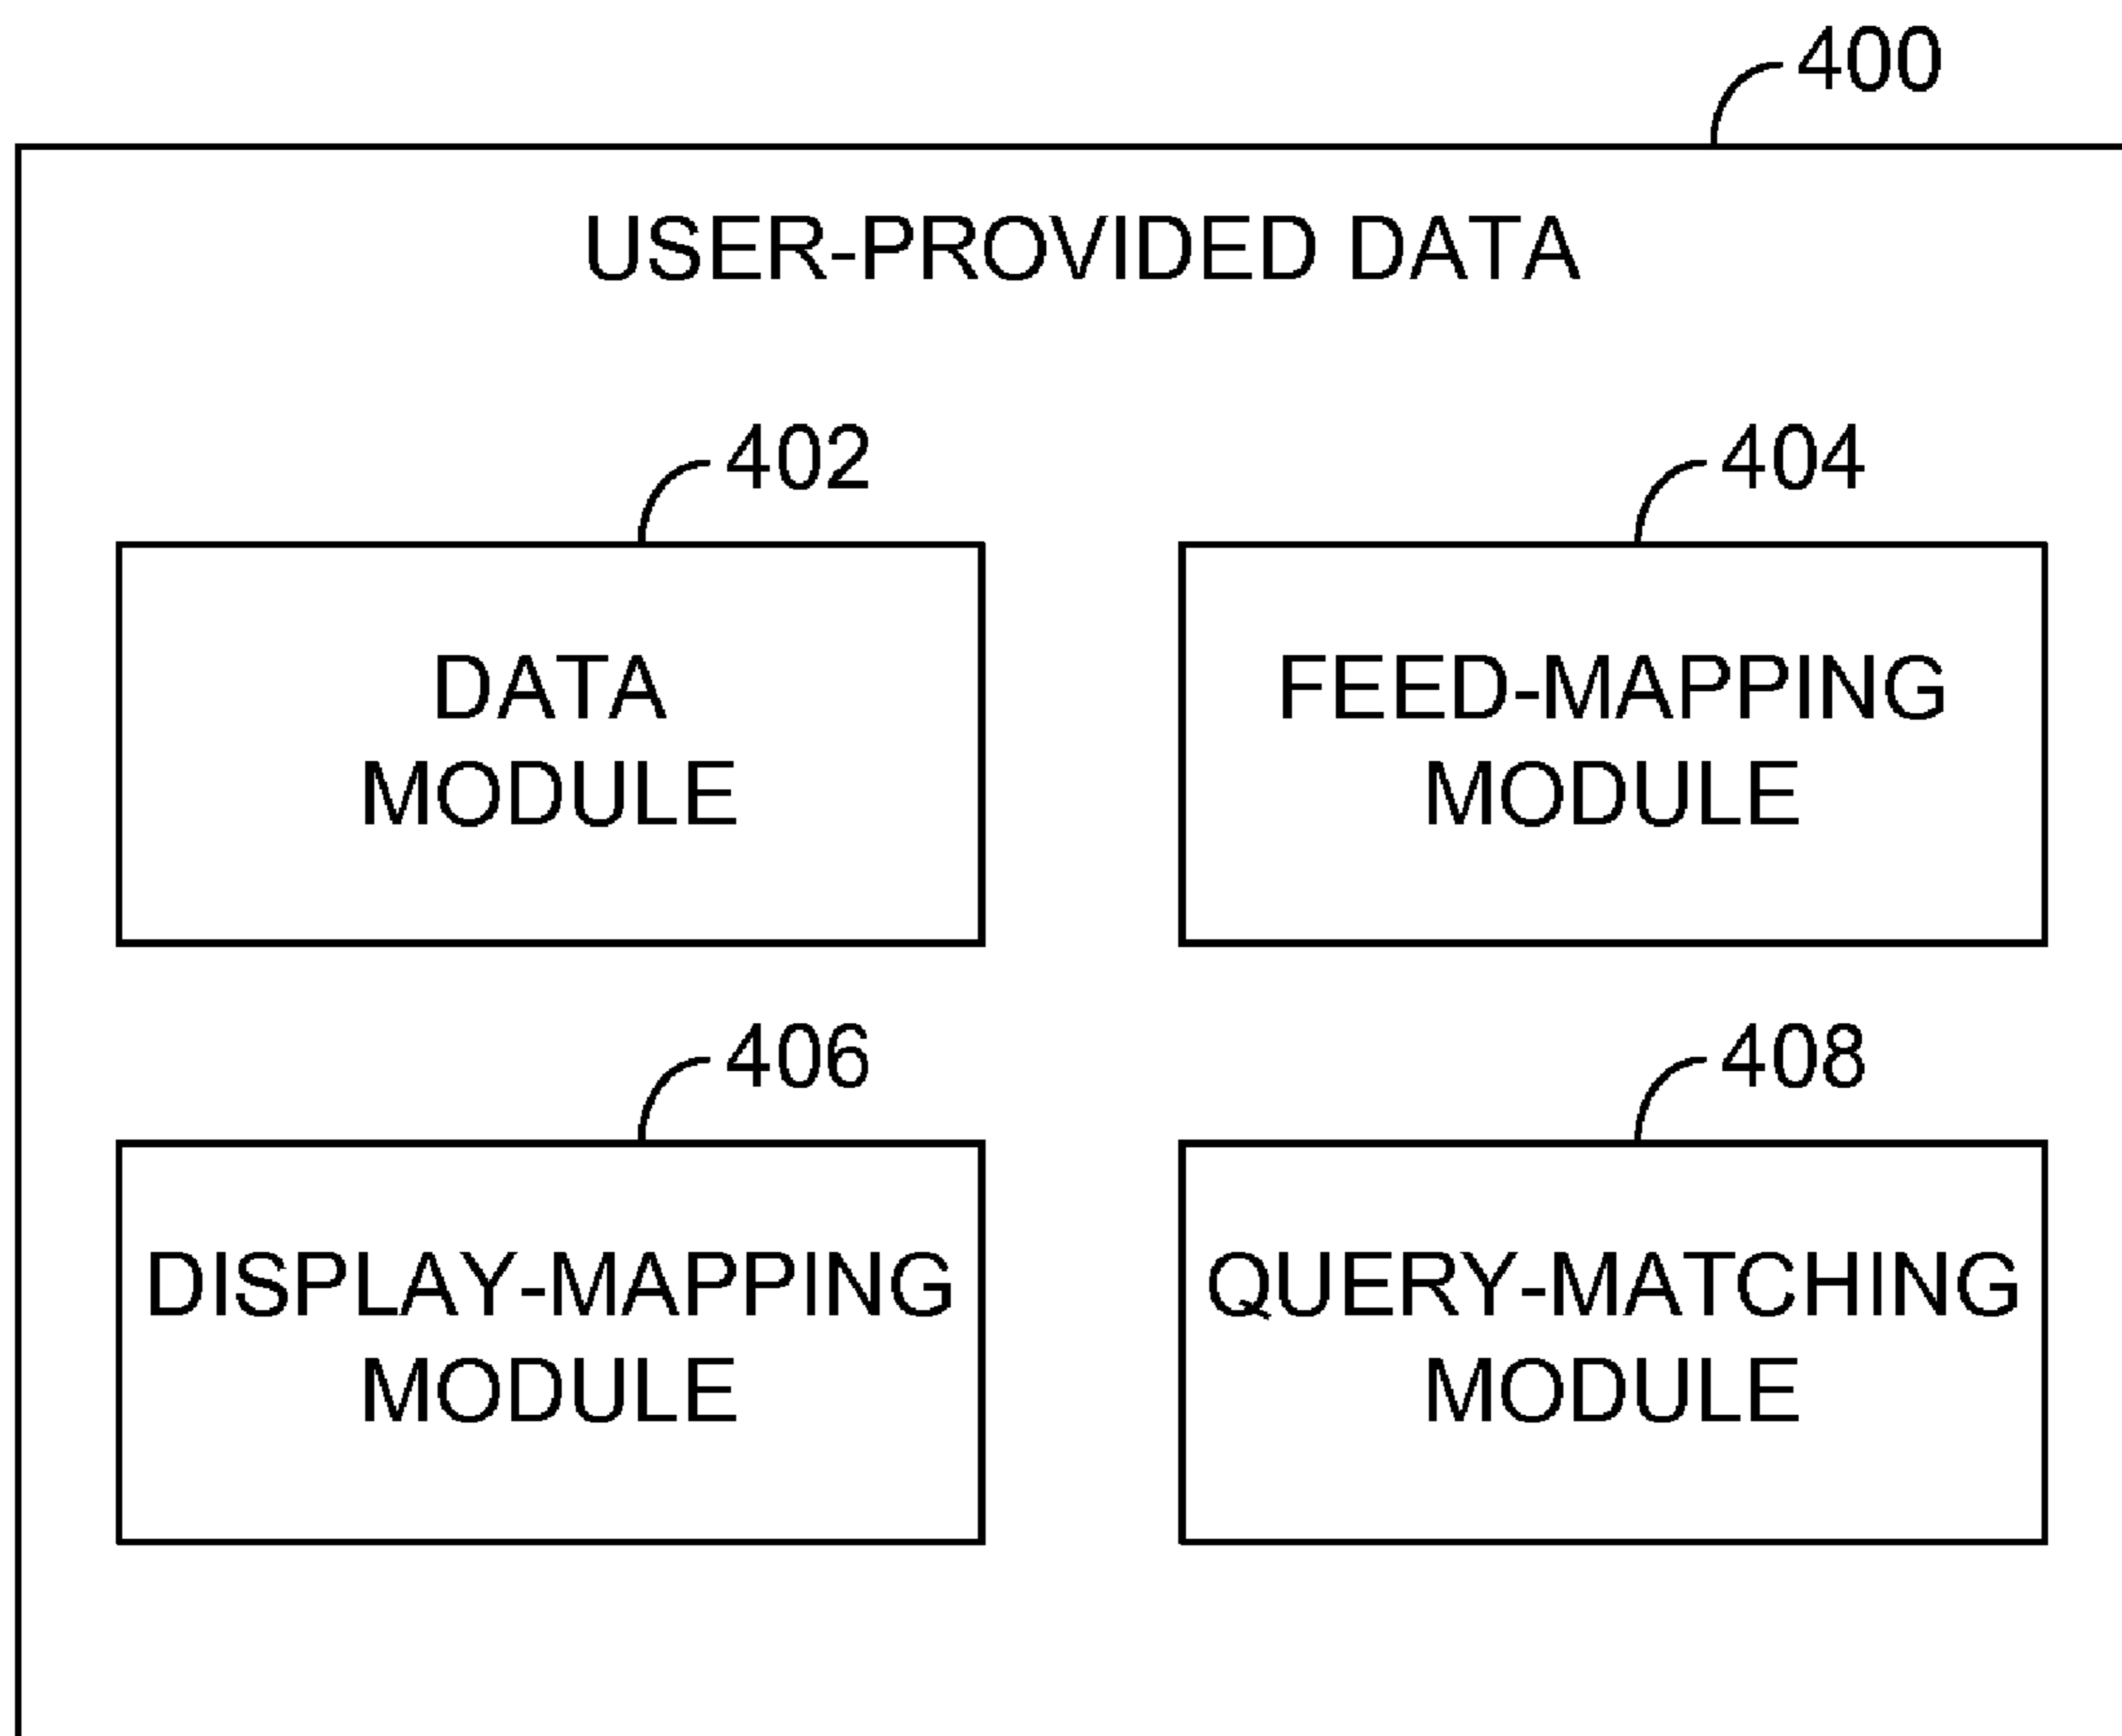 400
USER-PROVIDED DATA
402
404
DATA
MODULE
FEED-MAPPING
MODULE
406
408
DISPLAY-MAPPING
MODULE
QUERY-MATCHING
MODULE